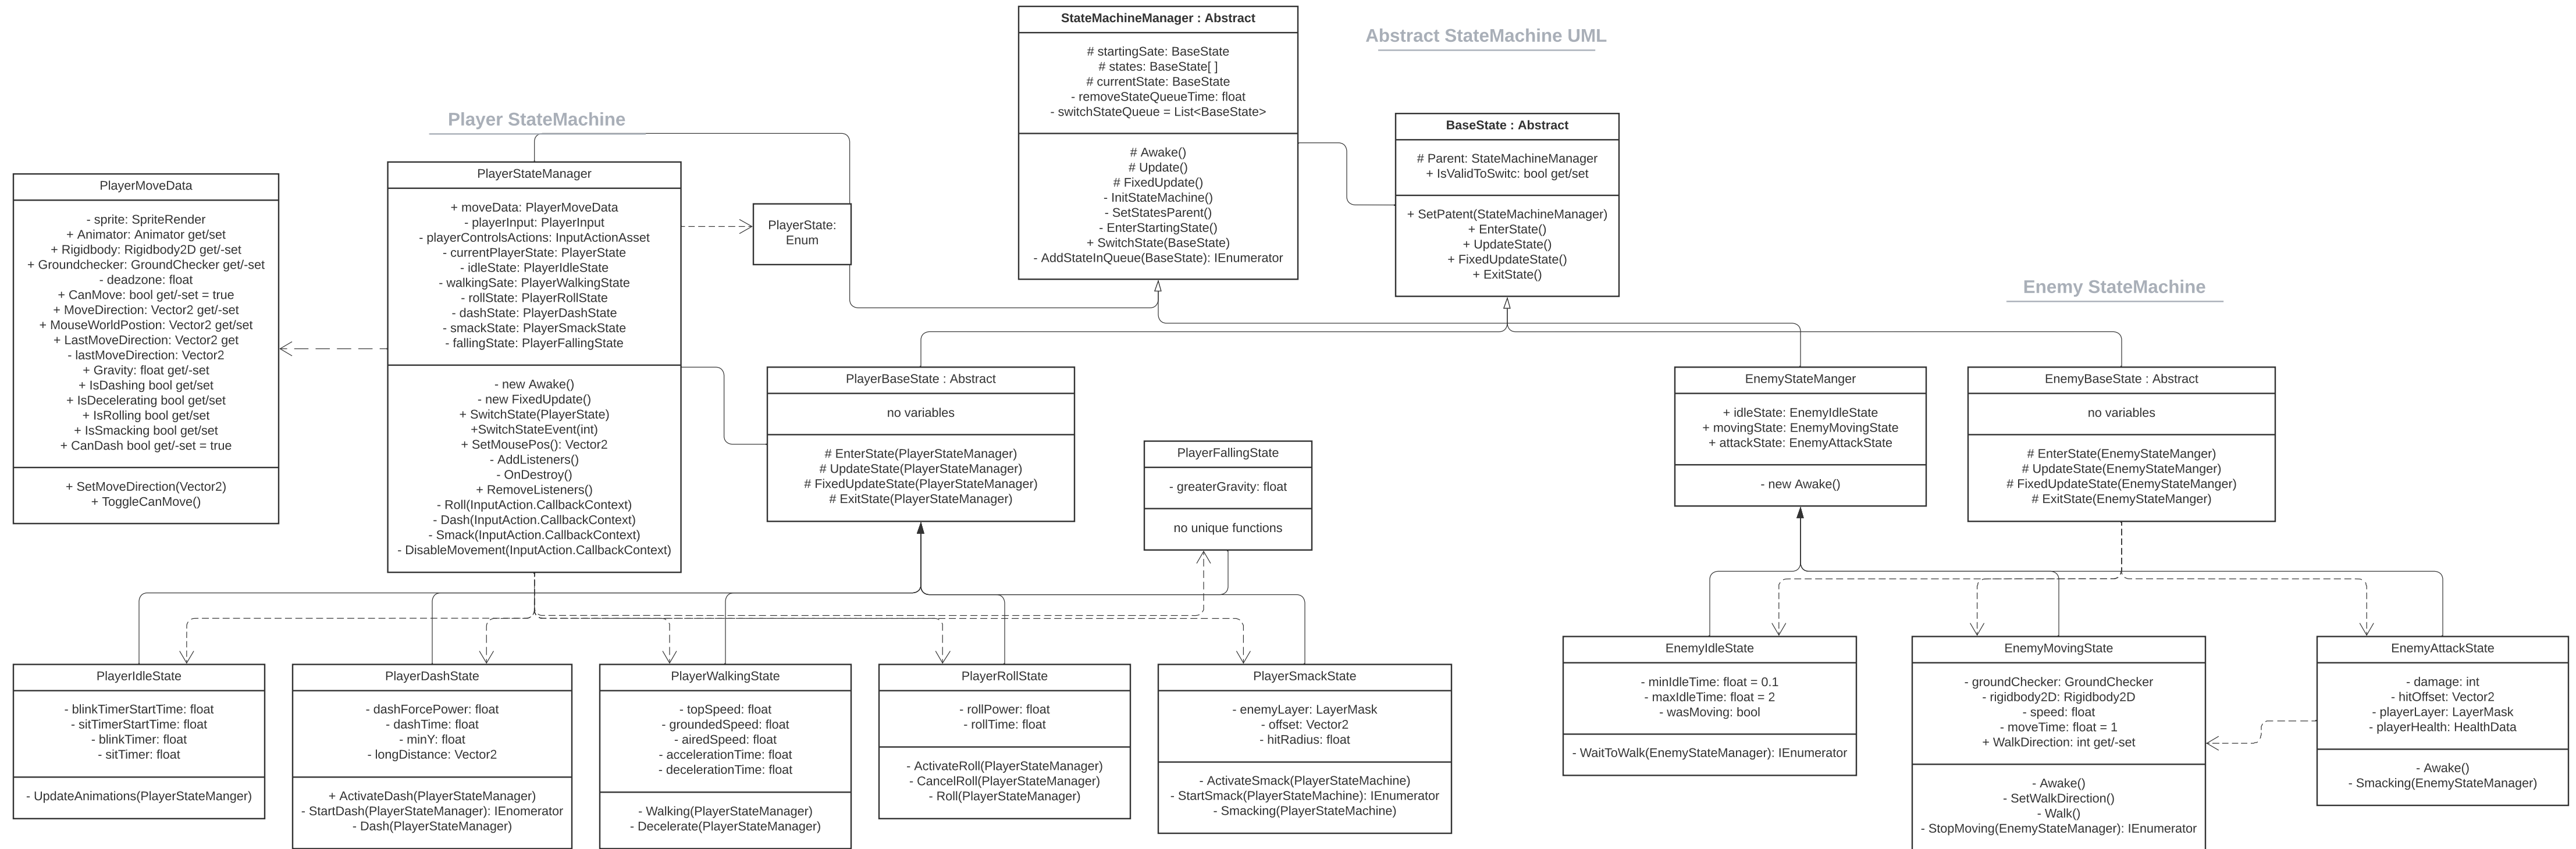 Abstract StateMachine UML
StateMachineManager : Abstract
# startingSate: BaseState
# states: BaseState[ ]
# currentState: BaseState
- removeStateQueueTime: float
- switchStateQueue = List<BaseState>
# Awake()
# Update()
# FixedUpdate()
- InitStateMachine()
- SetStatesParent()
- EnterStartingState()
+ SwitchState(BaseState)
- AddStateInQueue(BaseState): IEnumerator
BaseState : Abstract
# Parent: StateMachineManager
+ IsValidToSwitc: bool get/set
+ SetPatent(StateMachineManager)
+ EnterState()
+ UpdateState()
+ FixedUpdateState()
+ ExitState()
Player StateMachine
PlayerMoveData
- sprite: SpriteRender
+ Animator: Animator get/set
+ Rigidbody: Rigidbody2D get/-set
+ Groundchecker: GroundChecker get/-set
- deadzone: float
+ CanMove: bool get/-set = true
+ MoveDirection: Vector2 get/-set
+ MouseWorldPostion: Vector2 get/set
+ LastMoveDirection: Vector2 get
- lastMoveDirection: Vector2
+ Gravity: float get/-set
+ IsDashing bool get/set
+ IsDecelerating bool get/set
+ IsRolling bool get/set
+ IsSmacking bool get/set
+ CanDash bool get/-set = true
+ SetMoveDirection(Vector2)
+ ToggleCanMove()
PlayerStateManager
+ moveData: PlayerMoveData
- playerInput: PlayerInput
- playerControlsActions: InputActionAsset
- currentPlayerState: PlayerState
- idleState: PlayerIdleState
- walkingSate: PlayerWalkingState
- rollState: PlayerRollState
- dashState: PlayerDashState
- smackState: PlayerSmackState
- fallingState: PlayerFallingState
- new Awake()
- new FixedUpdate()
+ SwitchState(PlayerState)
+SwitchStateEvent(int)
+ SetMousePos(): Vector2
- AddListeners()
- OnDestroy()
+ RemoveListeners()
- Roll(InputAction.CallbackContext)
- Dash(InputAction.CallbackContext)
- Smack(InputAction.CallbackContext)
- DisableMovement(InputAction.CallbackContext)
PlayerState:
Enum
PlayerBaseState : Abstract
no variables
# EnterState(PlayerStateManager)
# UpdateState(PlayerStateManager)
# FixedUpdateState(PlayerStateManager)
# ExitState(PlayerStateManager)
PlayerFallingState
- greaterGravity: float
no unique functions
PlayerIdleState
- blinkTimerStartTime: float
- sitTimerStartTime: float
- blinkTimer: float
- sitTimer: float
- UpdateAnimations(PlayerStateManger)
PlayerDashState
- dashForcePower: float
- dashTime: float
- minY: float
- longDistance: Vector2
+ ActivateDash(PlayerStateManager)
- StartDash(PlayerStateManager): IEnumerator
- Dash(PlayerStateManager)
PlayerWalkingState
- topSpeed: float
- groundedSpeed: float
- airedSpeed: float
- accelerationTime: float
- decelerationTime: float
- Walking(PlayerStateManager)
- Decelerate(PlayerStateManager)
PlayerRollState
- rollPower: float
- rollTime: float
- ActivateRoll(PlayerStateManager)
- CancelRoll(PlayerStateManager)
- Roll(PlayerStateManager)
PlayerSmackState
- enemyLayer: LayerMask
- offset: Vector2
- hitRadius: float
- ActivateSmack(PlayerStateMachine)
- StartSmack(PlayerStateMachine): IEnumerator
- Smacking(PlayerStateMachine)
Enemy StateMachine
EnemyStateManger
+ idleState: EnemyIdleState
+ movingState: EnemyMovingState
+ attackState: EnemyAttackState
- new Awake()
EnemyBaseState : Abstract
no variables
# EnterState(EnemyStateManger)
# UpdateState(EnemyStateManger)
# FixedUpdateState(EnemyStateManger)
# ExitState(EnemyStateManger)
EnemyIdleState
- minIdleTime: float = 0.1
- maxIdleTime: float = 2
- wasMoving: bool
- WaitToWalk(EnemyStateManager): IEnumerator
EnemyMovingState
- groundChecker: GroundChecker
- rigidbody2D: Rigidbody2D
- speed: float
- moveTime: float = 1
+ WalkDirection: int get/-set
- Awake()
- SetWalkDirection()
- Walk()
- StopMoving(EnemyStateManager): IEnumerator
EnemyAttackState
- damage: int
- hitOffset: Vector2
- playerLayer: LayerMask
- playerHealth: HealthData
- Awake()
- Smacking(EnemyStateManager)